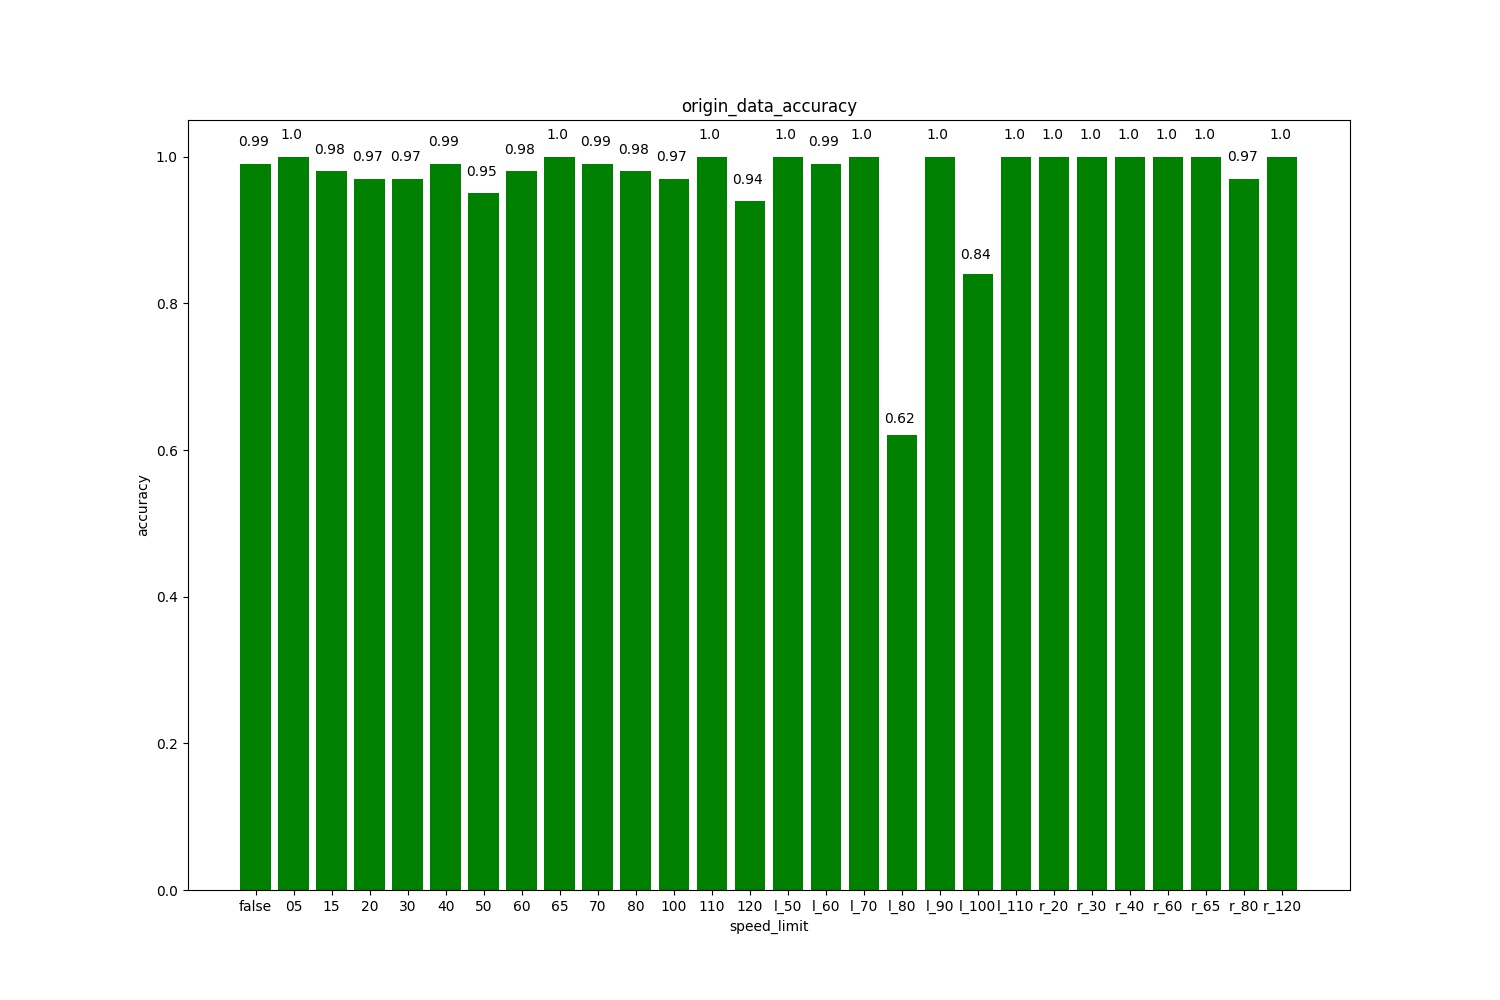 origin_data_accuracy
0.99 1.0 0.98 0.97 0.97 0.99 0.95 0.98 1.0 0.99 0.98 0.97 1.0 0.94 1.0 0.99 1.0 0.62 1.0 0.84 1.0 1.0 1.0 1.0 1.0 1.0 0.97 1.0
1.0
0.8
0.6
0.4
0.2
0.0
accuracy
false 05 15 20 30 40 50 60 65 70 80 100 110 120 l_50 l_60 l_70 l_80 l_90 l_100 l_110 r_20 r_30 r_40 r_60 r_65 r_80 r_120
speed_limit